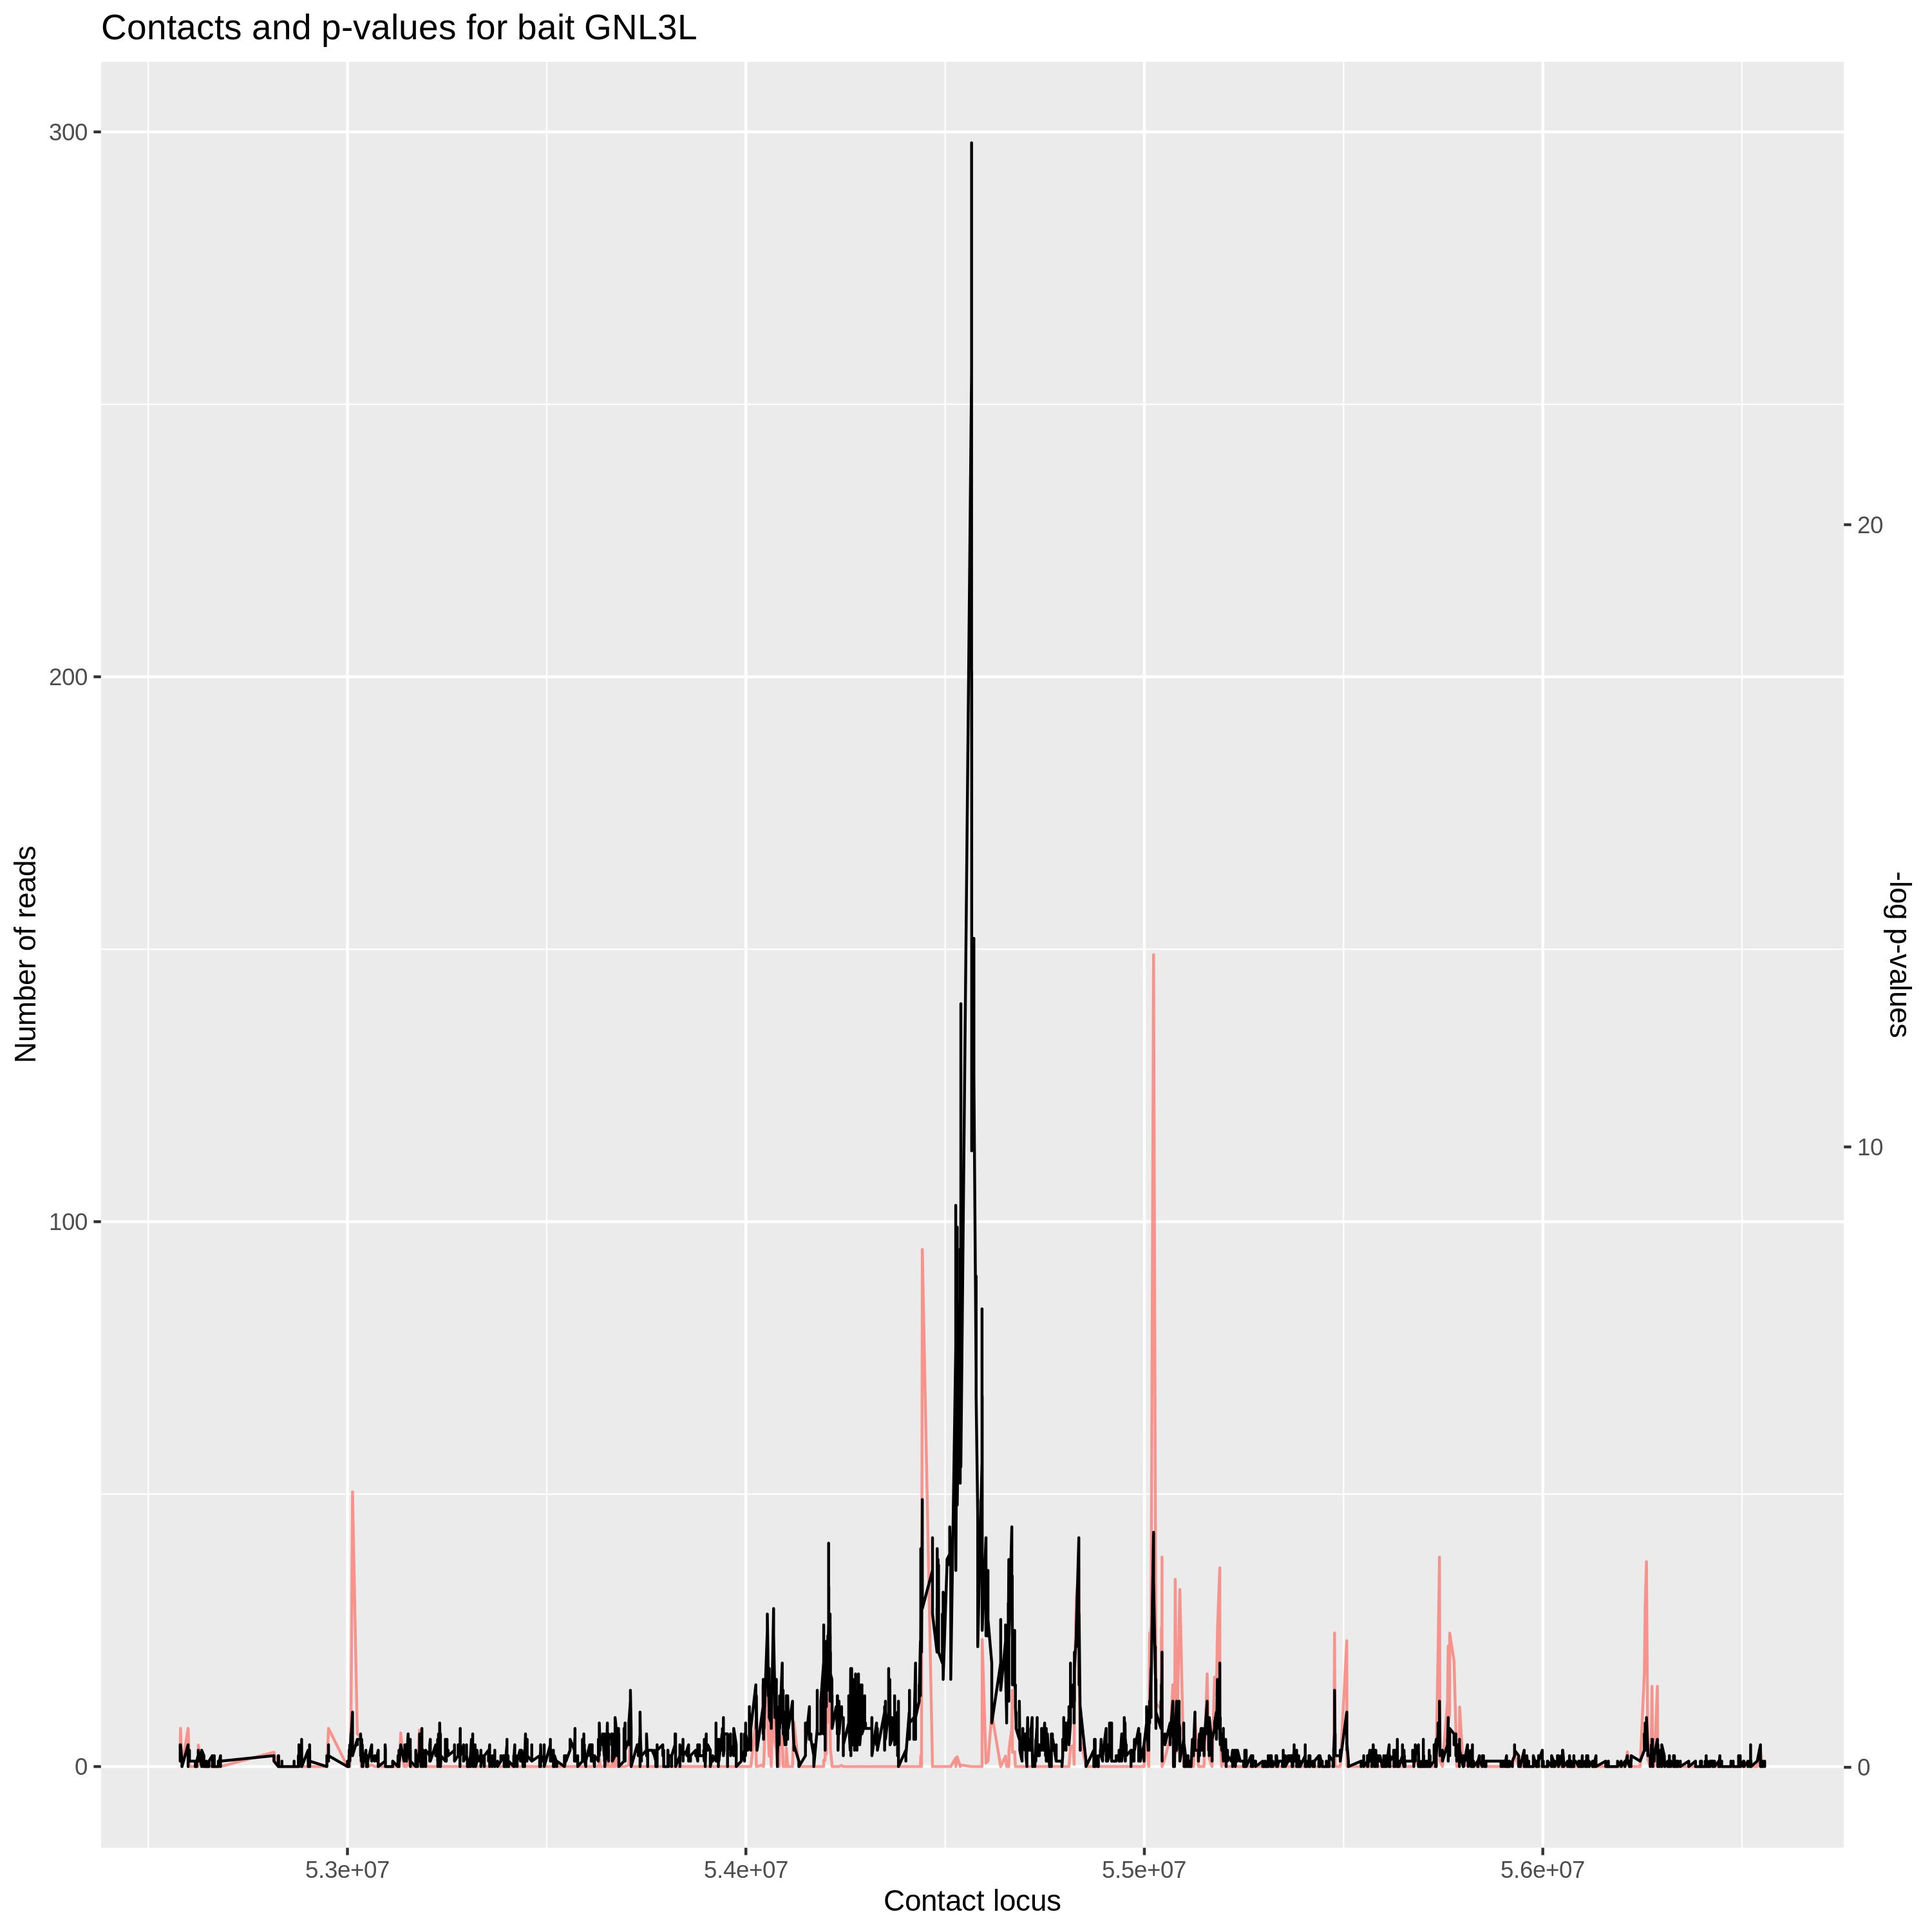 Contacts and p-values for bait GNL3L
300
200
100
0
Number of reads
20
10
0
-log p-values
5.3e+07
5.4e+07
5.5e+07
5.6e+07
Contact locus